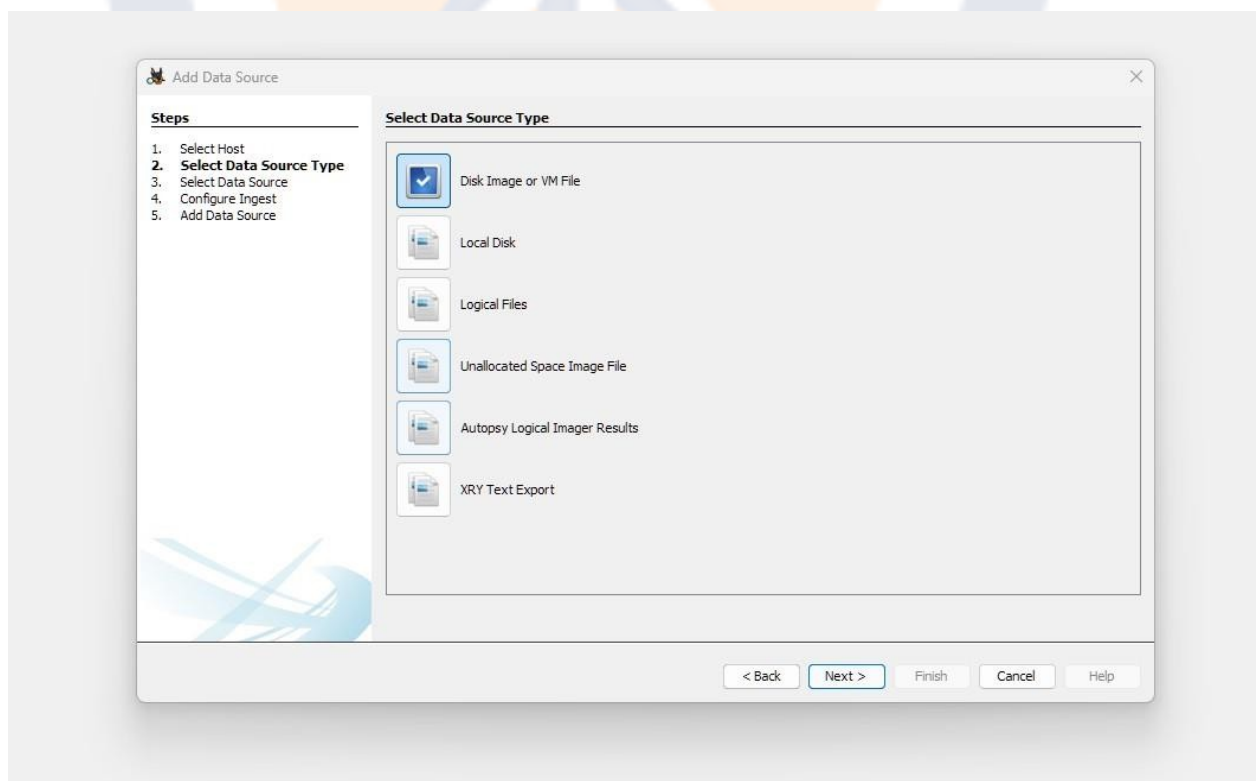 Add Data Source
Steps
1. Select Host
2. Select Data Source Type
3. Select Data Source
4. Configure Ingest
5. Add Data Source
Select Data Source Type
Disk Image or VM File
Local Disk
Logical Files
Unallocated Space Image File
Autopsy Logical Imager Results
XRY Text Export
< Back Next > Finish Cancel Help